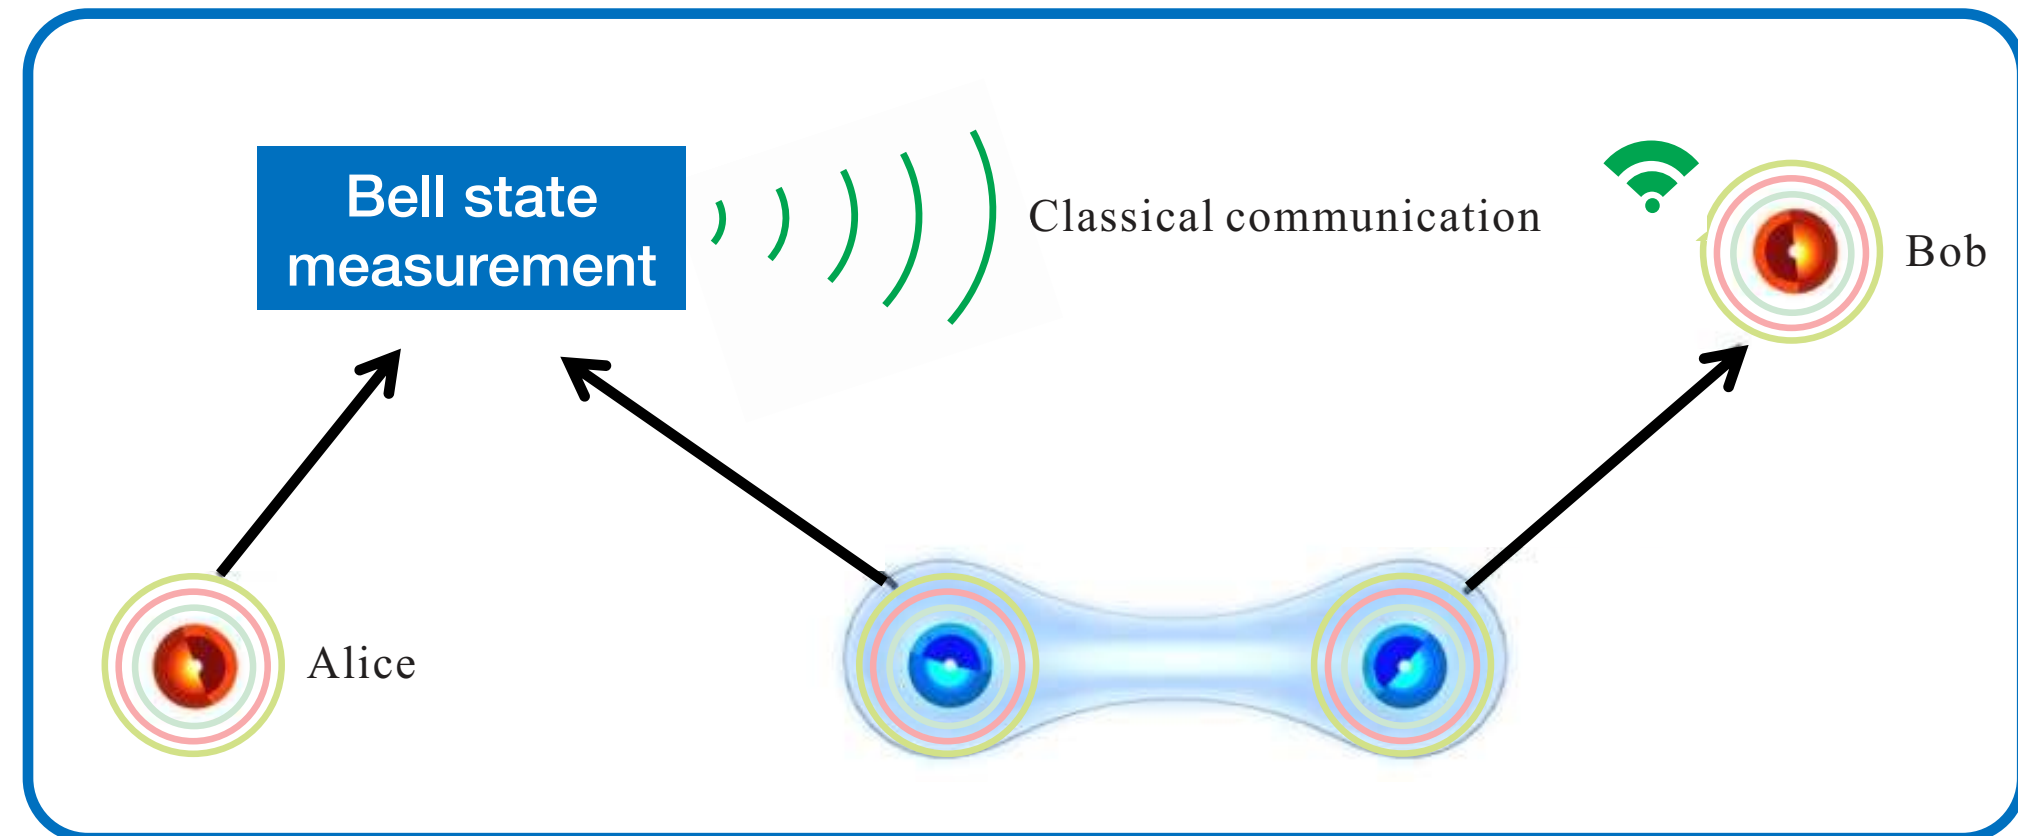 Bell state
measurement
Classical communication
Bob
Alice